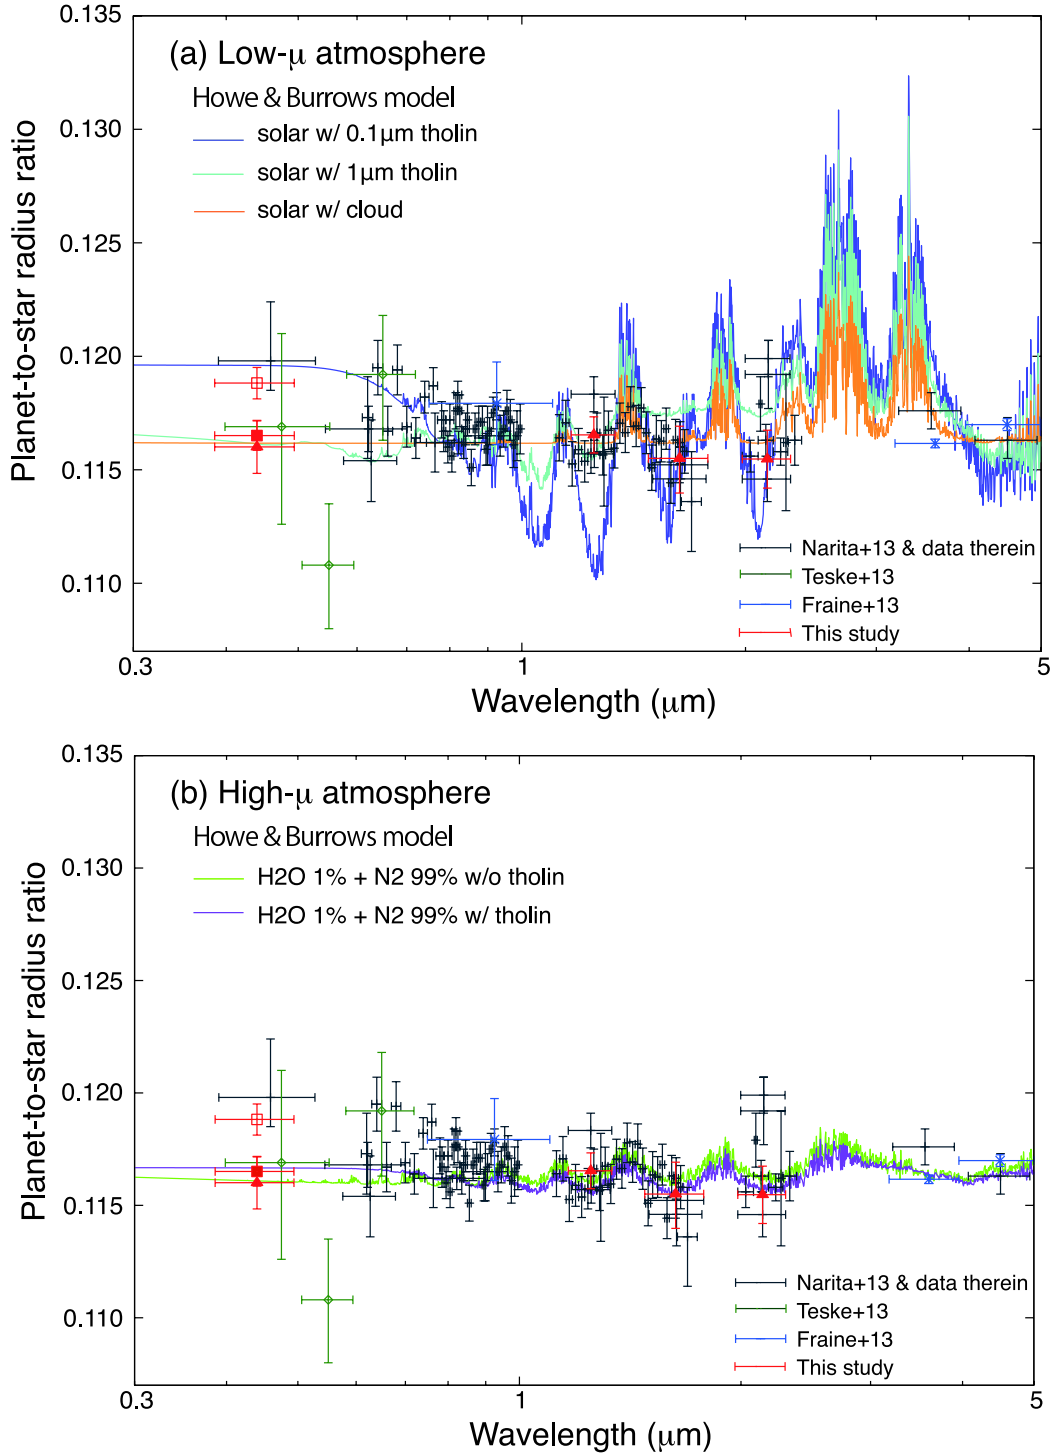 (a) Low-μ atmosphere
Howe & Burrows model
solar w/ 0.1μm tholin
solar w/ 1μm tholin
solar w/ cloud
Planet-to-star radius ratio
0.135
0.130
0.125
0.120
0.115
0.110
Narita+13 & data therein
Teske+13
Fraine+13
This study
0.3
1
5
Wavelength (μm)
(b) High-μ atmosphere
Howe & Burrows model
H2O 1% + N2 99% w/o tholin
H2O 1% + N2 99% w/ tholin
Planet-to-star radius ratio
0.135
0.130
0.125
0.120
0.115
0.110
Narita+13 & data therein
Teske+13
Fraine+13
This study
0.3
1
5
Wavelength (μm)